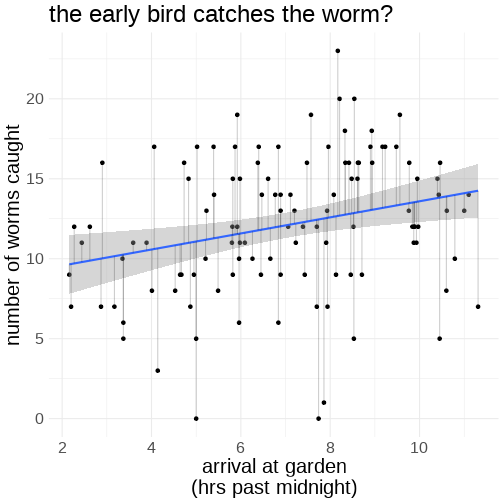 the early bird catches the worm?
number of worms caught
20
15
10
5
0
2 4 6 8 10
arrival at garden
(hrs past midnight)